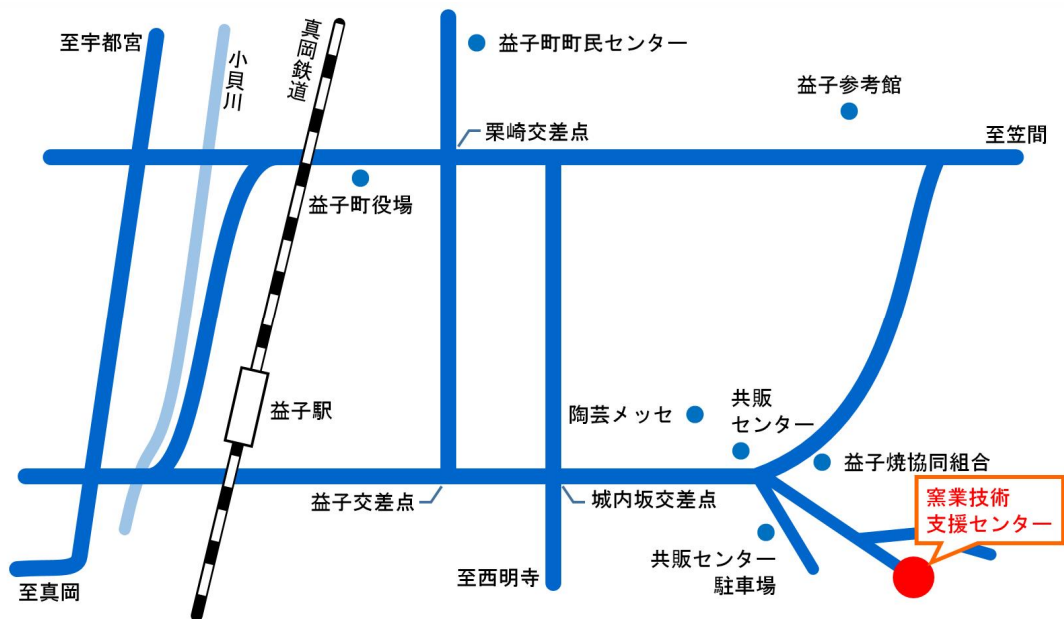 至宇都宮
小貝川
真岡鉄道
益子町町民センター
益子参考館
栗崎交差点
至笠間
益子町役場
益子駅
陶芸メッセ
共販
センター
益子焼協同組合
益子交差点
城内坂交差点
窯業技術
支援センター
共販センター
駐車場
至西明寺
至真岡